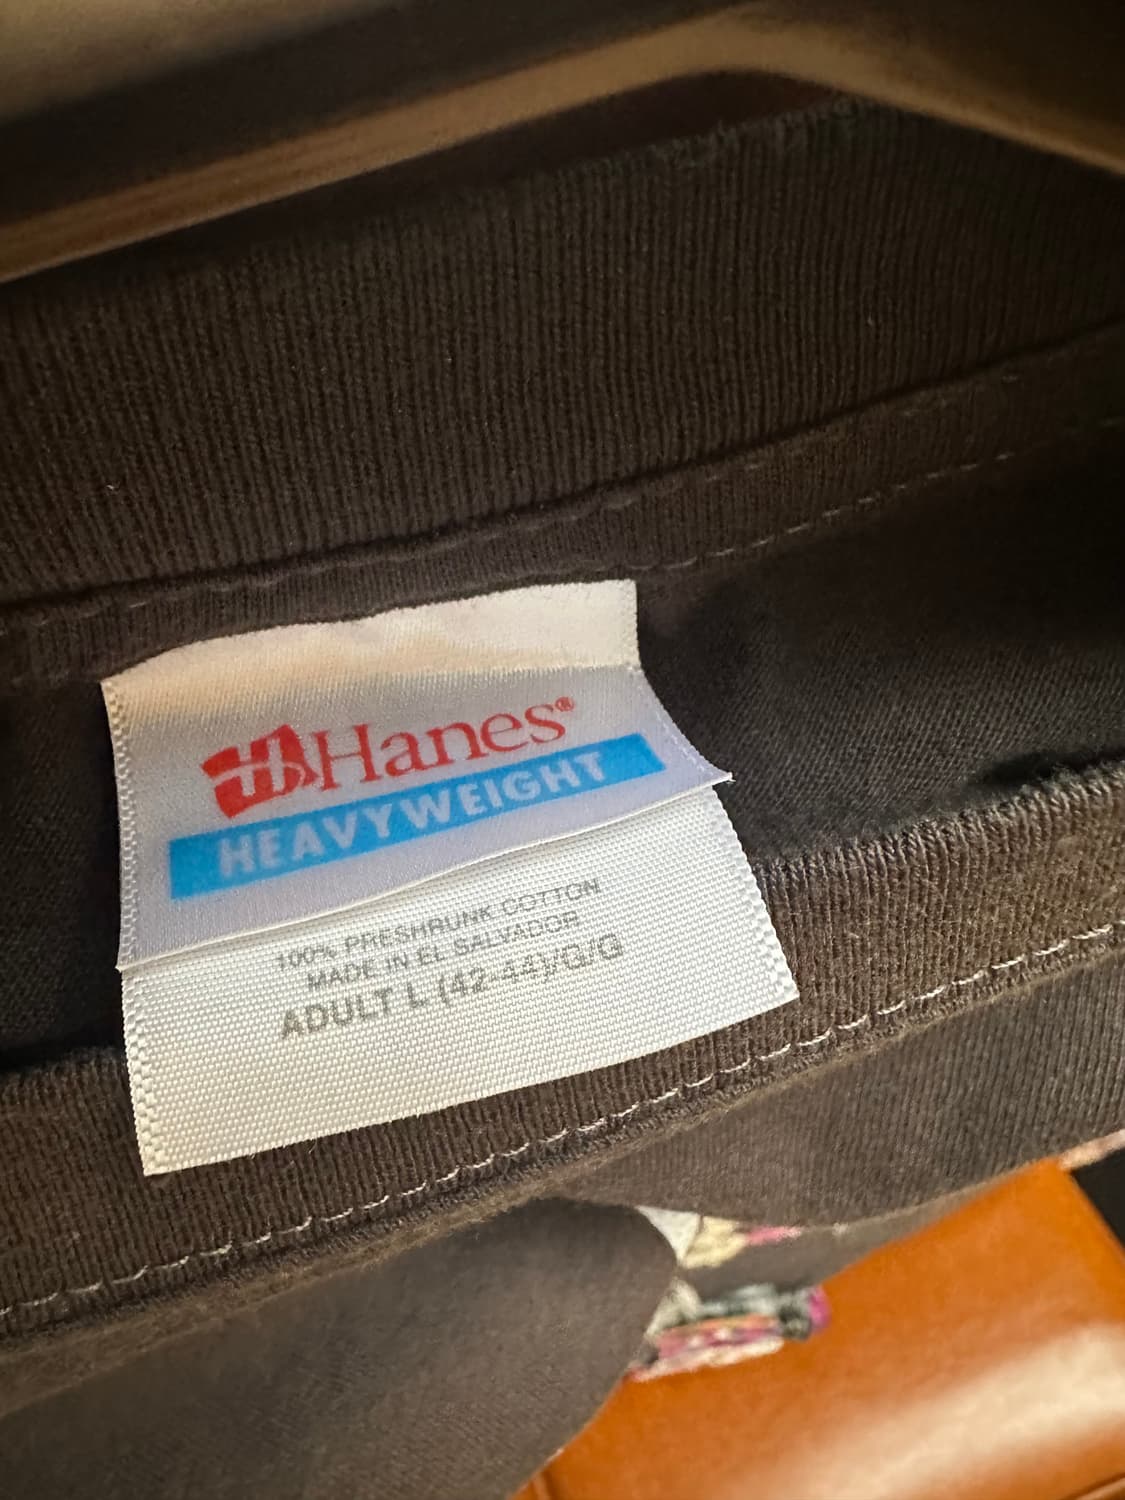 Hanes®
HEAVYWEIGHT
100% PRESHRUNK COTTON
MADE IN EL SALVADOR
ADULT L (42-44)/G/G